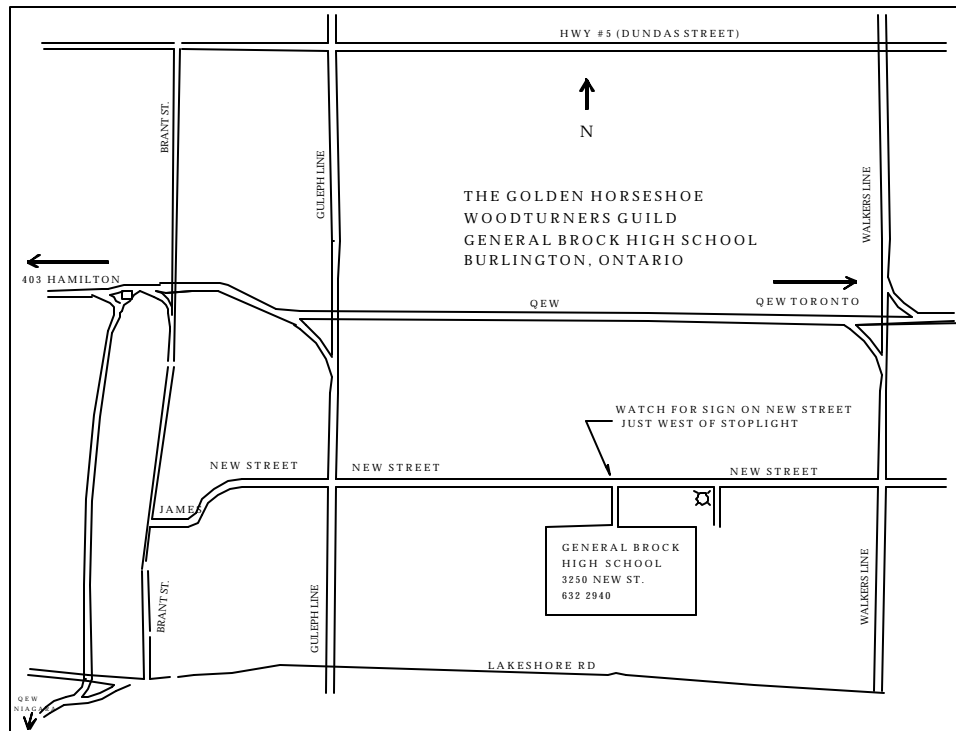 HWY #5 (DUNDAS STREET)
BRANT ST.
N
GULEPH LINE
WALKERS LINE
THE GOLDEN HORSESHOE
WOODTURNERS GUILD
GENERAL BROCK HIGH SCHOOL
BURLINGTON, ONTARIO
403 HAMILTON
QEW
QEW TORONTO
WATCH FOR SIGN ON NEW STREET
JUST WEST OF STOPLIGHT
NEW STREET
NEW STREET
NEW STREET
JAMES
GENERAL BROCK
HIGH SCHOOL
3250 NEW ST.
632 2940
BRANT ST.
GULEPH LINE
WALKERS LINE
LAKESHORE RD
QEW
NIAGARA